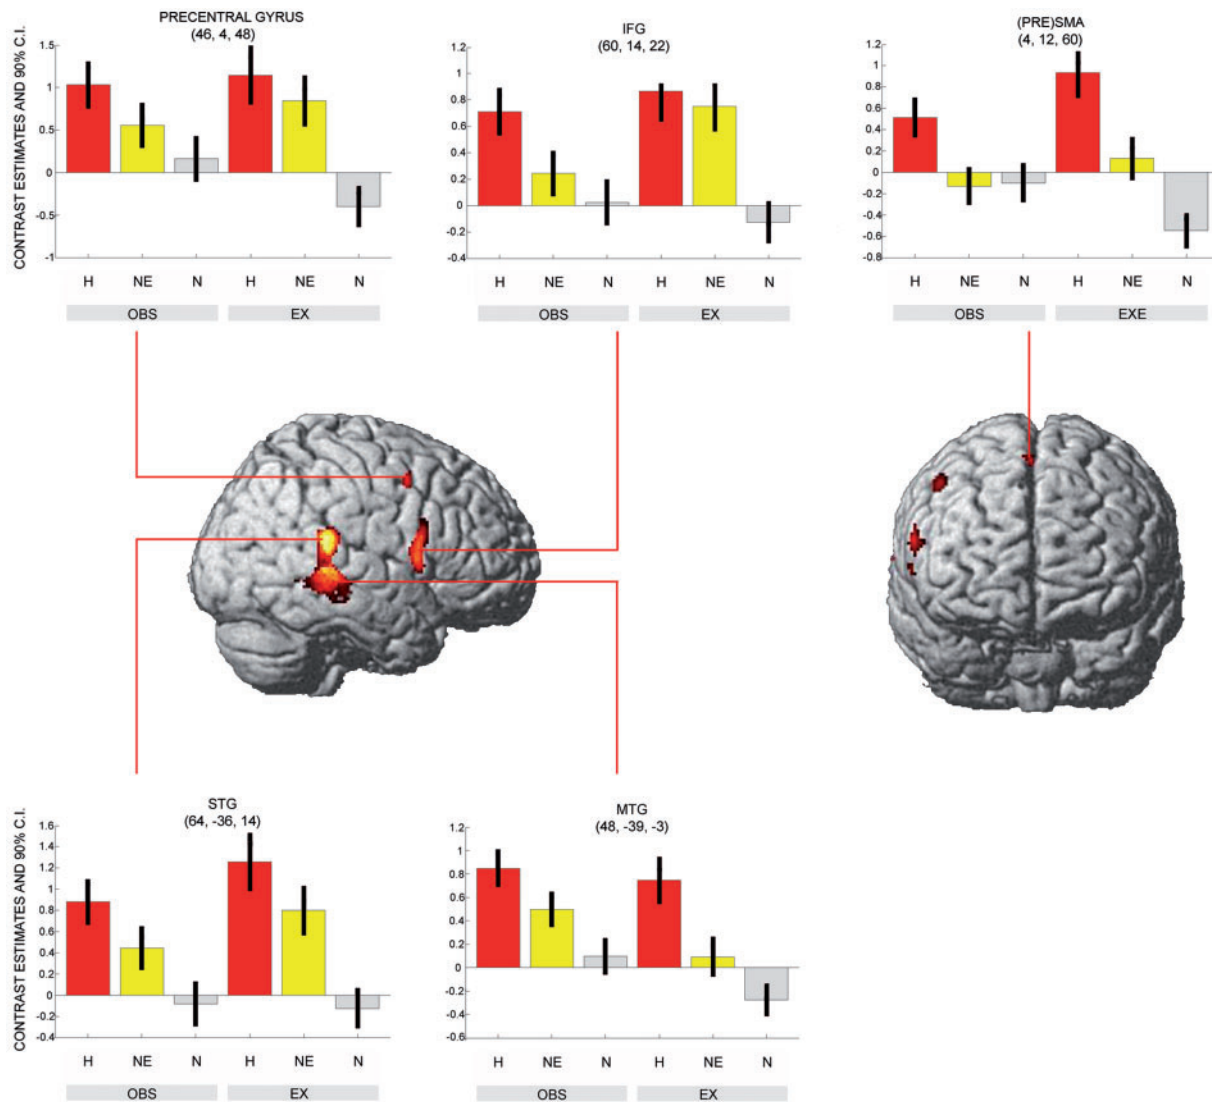 PRECENTRAL GYRUS
(46, 4, 48)
CONTRAST ESTIMATES AND 90% C.I.
1.5
1
0.5
0
-0.5
-1
H NE N H NE N
OBS EX
IFG
(60, 14, 22)
1.2
1
0.8
0.6
0.4
0.2
0
-0.2
-0.4
H NE N H NE N
OBS EX
(PRE)SMA
(4, 12, 60)
1.2
1
0.8
0.6
0.4
0.2
0
-0.2
-0.4
-0.6
-0.8
H NE N H NE N
OBS EXE
STG
(64, -36, 14)
CONTRAST ESTIMATES AND 90% C.I.
1.6
1.4
1.2
1
0.8
0.6
0.4
0.2
0
-0.2
-0.4
H NE N H NE N
OBS EX
MTG
(48, -39, -3)
1.2
1
0.8
0.6
0.4
0.2
0
-0.2
-0.4
-0.6
H NE N H NE N
OBS EX